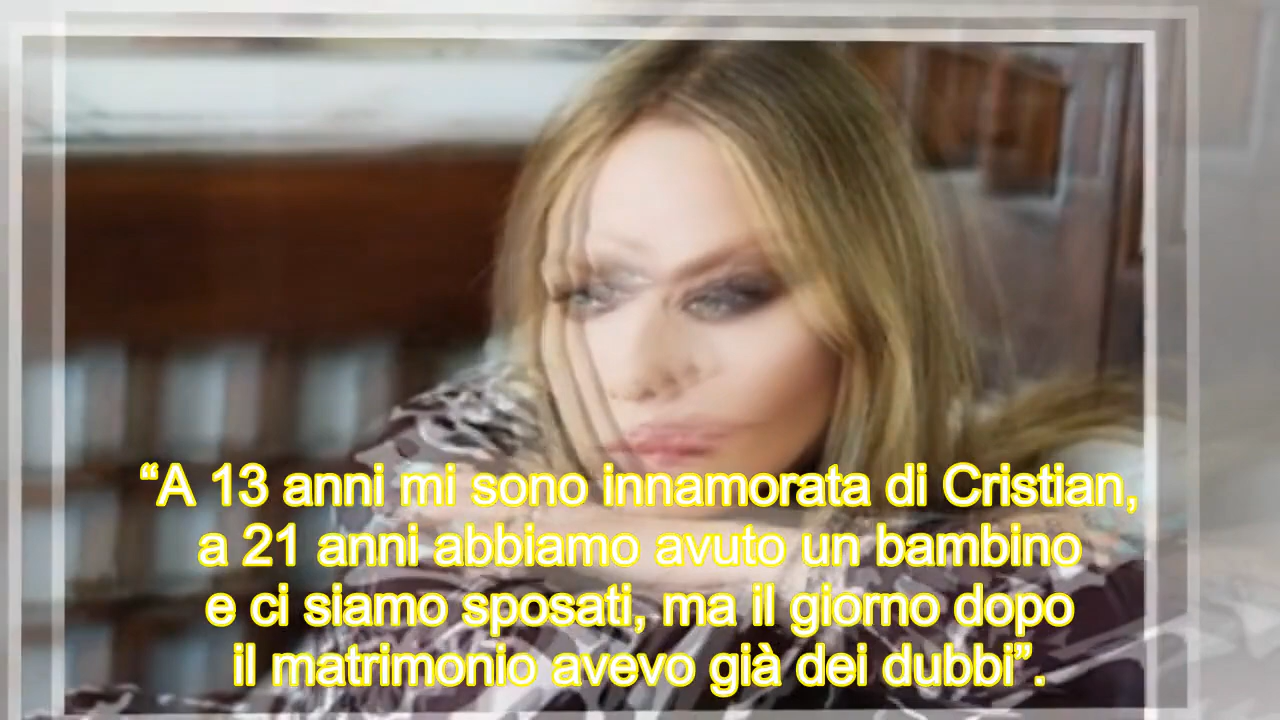 “A 13 anni mi sono innamorata di Cristian,
a 21 anni abbiamo avuto un bambino
e ci siamo sposati, ma il giorno dopo
il matrimonio avevo già dei dubbi”.